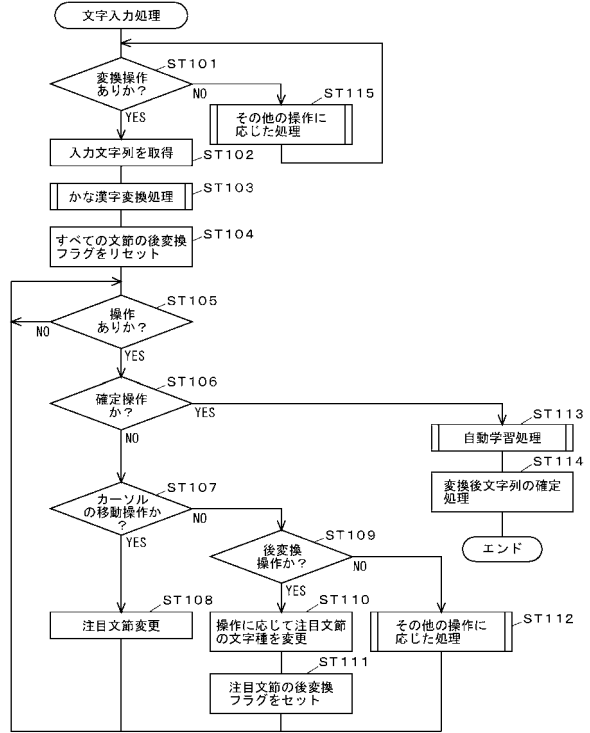 文字入力処理
変換操作
ありか?
ST101
NO
YES
その他の操作に
応じた処理
ST115
入力文字列を取得
ST102
かな漢字変換処理
ST103
すべての文節の後変換
フラグをリセット
ST104
操作
ありか?
ST105
NO
YES
確定操作
か?
ST106
YES
NO
自動学習処理
ST113
変換後文字列の確定
処理
ST114
エンド
カーソル
の移動操作か
?
ST107
NO
YES
後変換
操作か?
ST109
NO
YES
注目文節変更
ST108
操作に応じて注目文節
の文字種を変更
ST110
その他の操作に
応じた処理
ST112
注目文節の後変換
フラグをセット
ST111